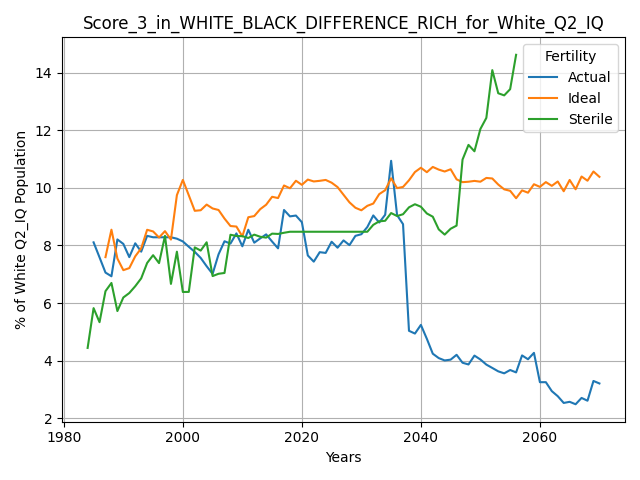 Score_3_in_WHITE_BLACK_DIFFERENCE_RICH_for_White_Q2_IQ
Fertility
Actual
Ideal
Sterile
% of White Q2_IQ Population
14
12
10
8
6
4
2
1980 2000 2020 2040 2060
Years